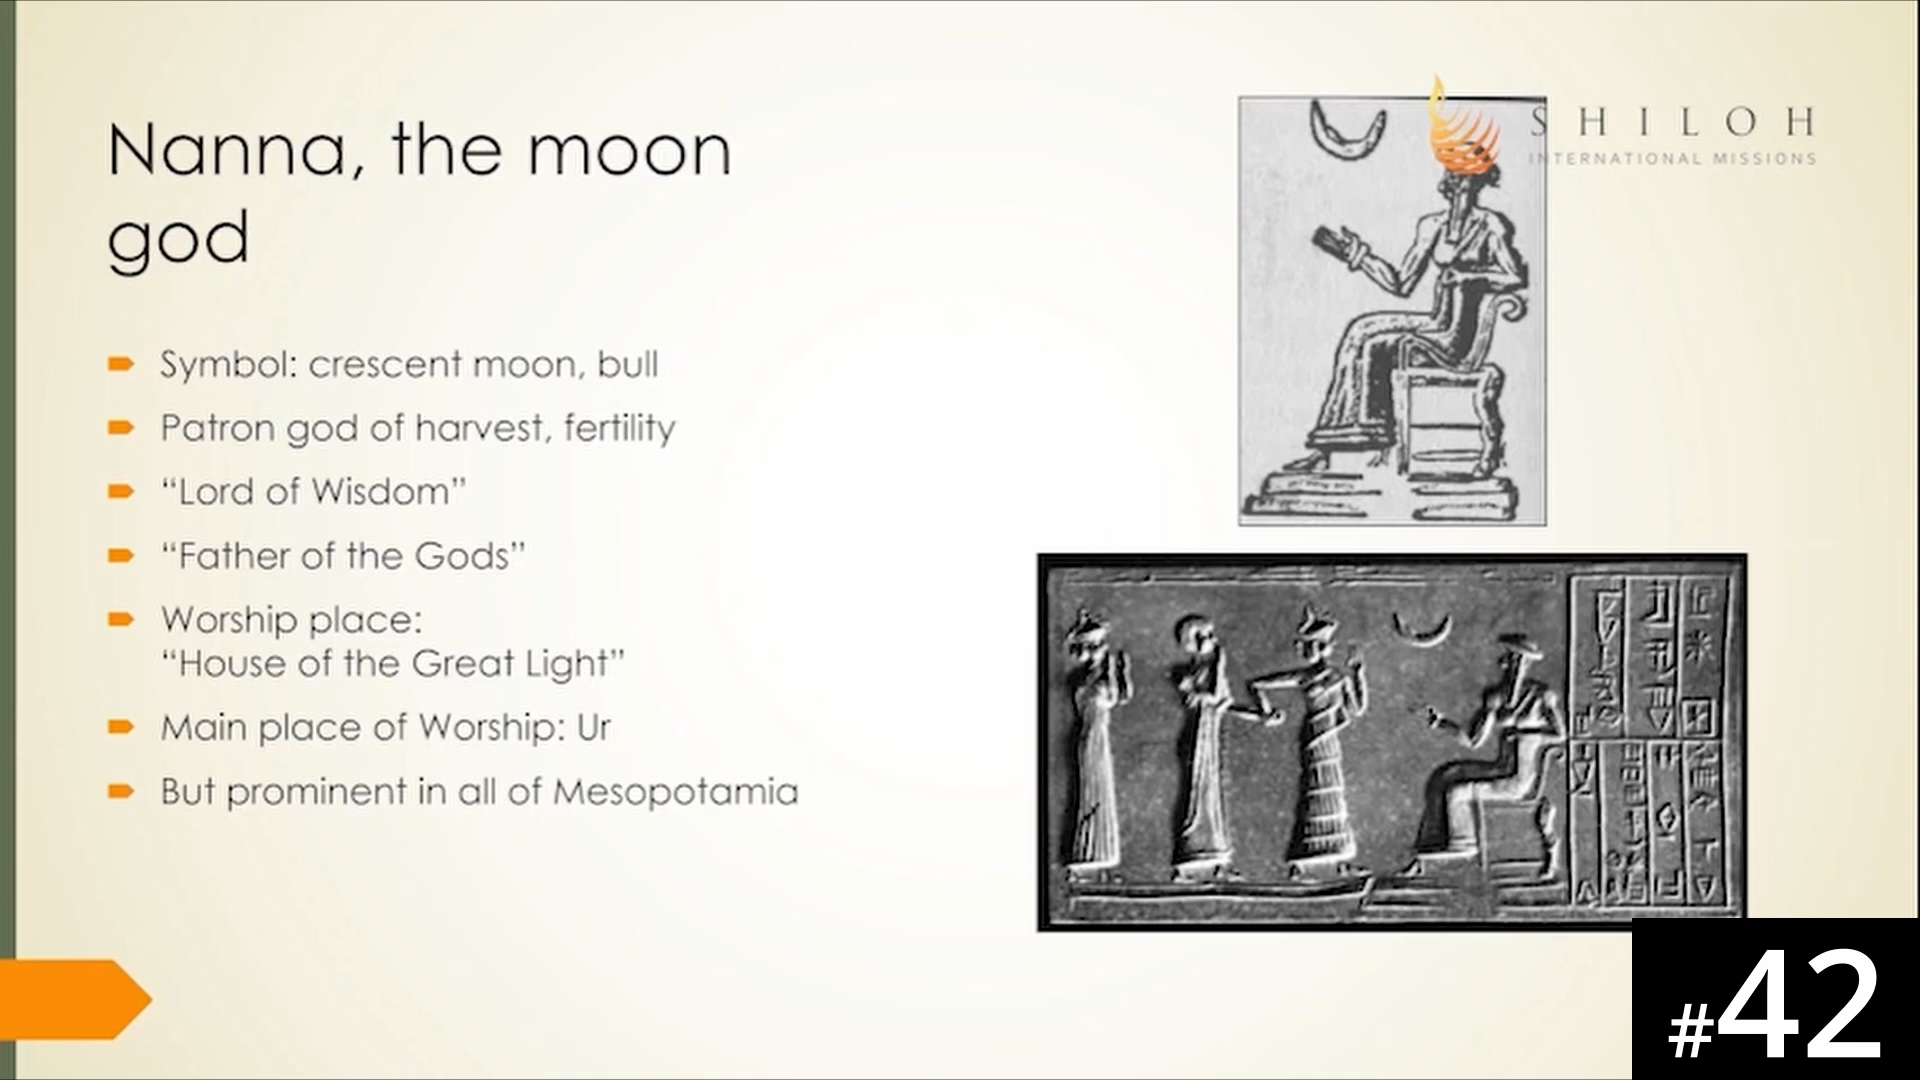 Nanna, the moon
god
Symbol: crescent moon, bull
Patron god of harvest, fertility
“Lord of Wisdom”
“Father of the Gods”
Worship place:
“House of the Great Light”
Main place of Worship: Ur
But prominent in all of Mesopotamia
SHILOH
INTERNATIONAL MISSIONS
#42